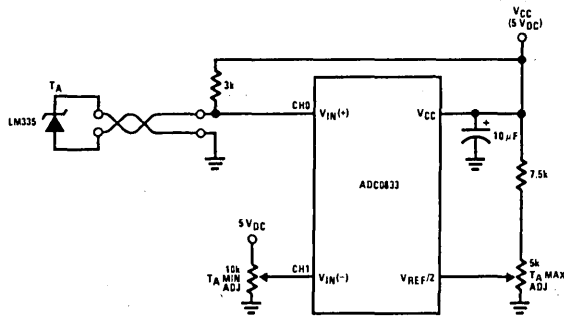 VCC
(5 VDC)
3k
TA
LM335
CH0
VIN(+)
VCC
+
10 µF
ADC0833
7.5k
5 VDC
10k
TA MIN
ADJ
CH1
VIN(−)
VREF/2
5k
TA MAX
ADJ